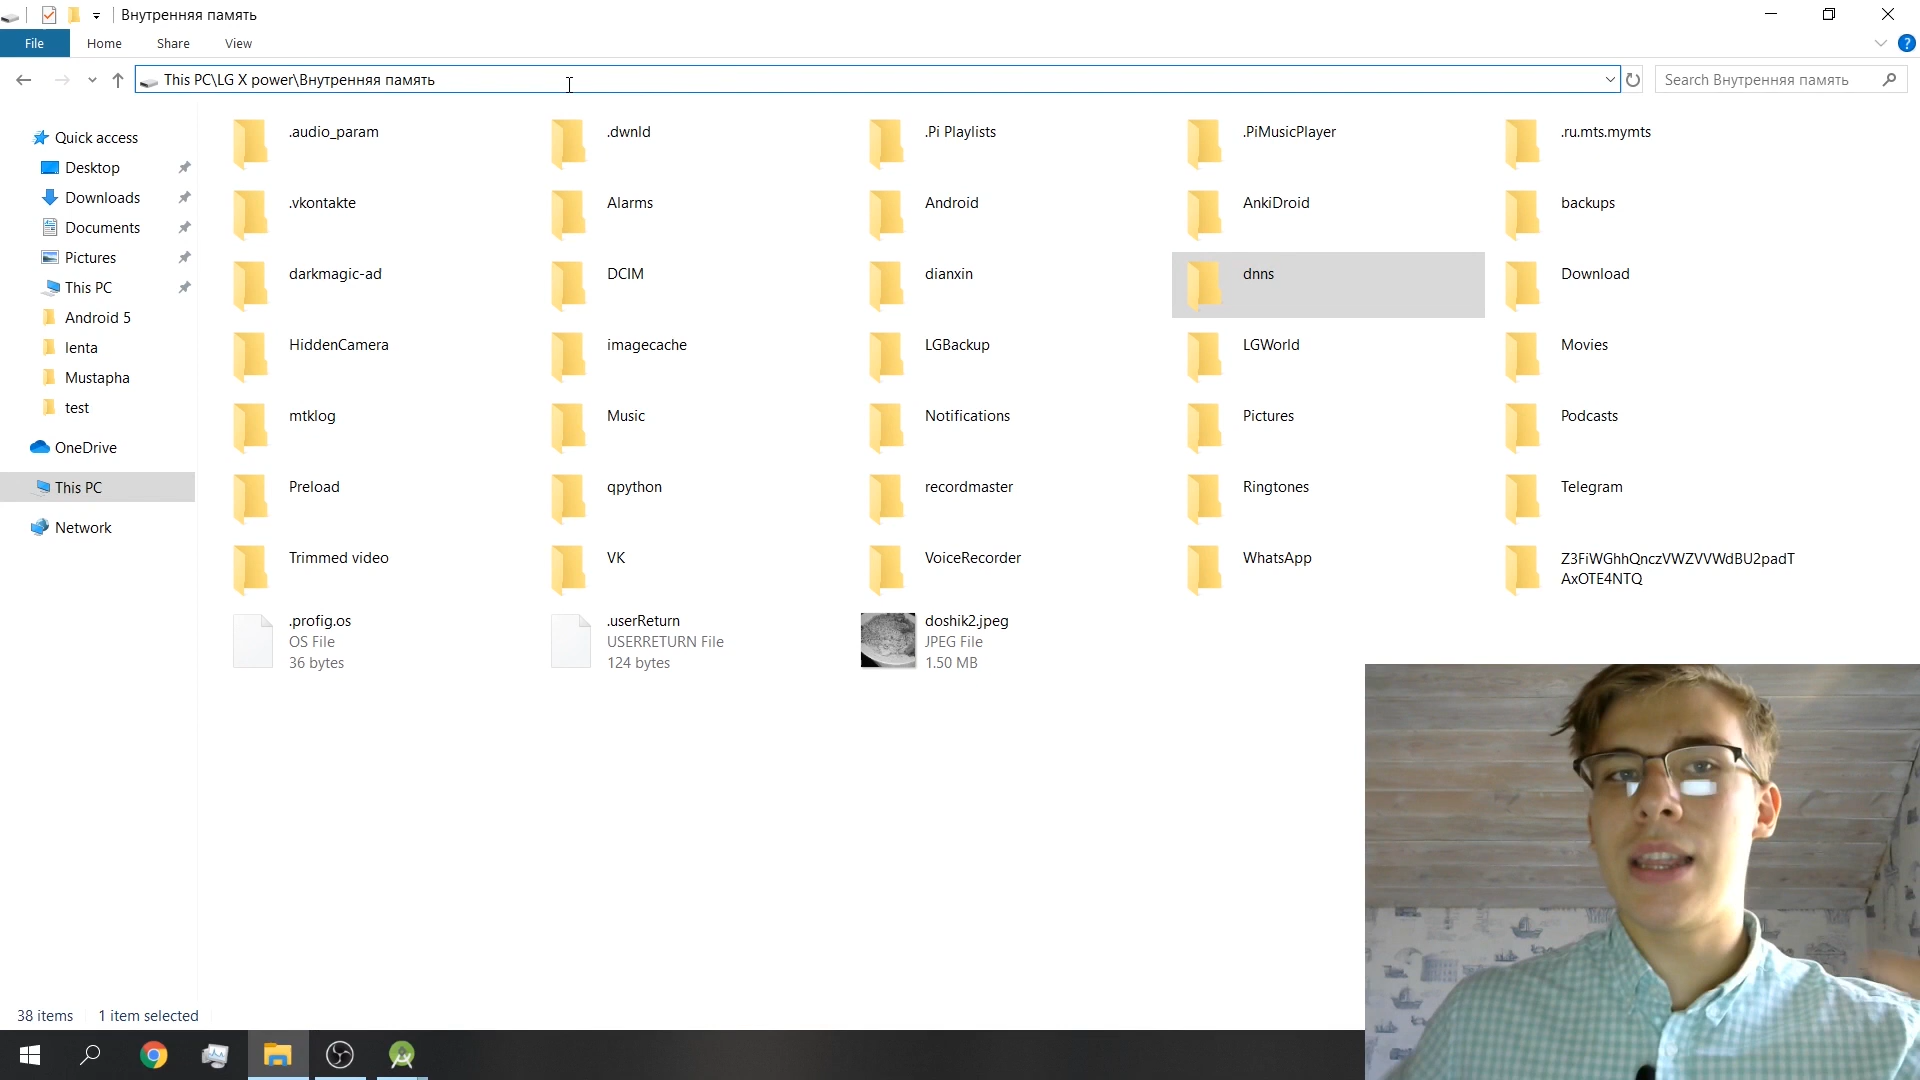 Внутренняя память
File
Home
Share
View
This PC\LG X power\Внутренняя память
Search Внутренняя память
Quick access
Desktop
Downloads
Documents
Pictures
This PC
Android 5
lenta
Mustapha
test
OneDrive
This PC
Network
.audio_param
.dwnld
.Pi Playlists
.PiMusicPlayer
.ru.mts.mymts
.vkontakte
Alarms
Android
AnkiDroid
backups
darkmagic-ad
DCIM
dianxin
dnns
Download
HiddenCamera
imagecache
LGBackup
LGWorld
Movies
mtklog
Music
Notifications
Pictures
Podcasts
Preload
qpython
recordmaster
Ringtones
Telegram
Trimmed video
VK
VoiceRecorder
WhatsApp
Z3FiWGhhQnczVWZVVWdBU2padT
AxOTE4NTQ
.profig.os
OS File
36 bytes
.userReturn
USERRETURN File
124 bytes
doshik2.jpeg
JPEG File
1.50 MB
38 items
1 item selected